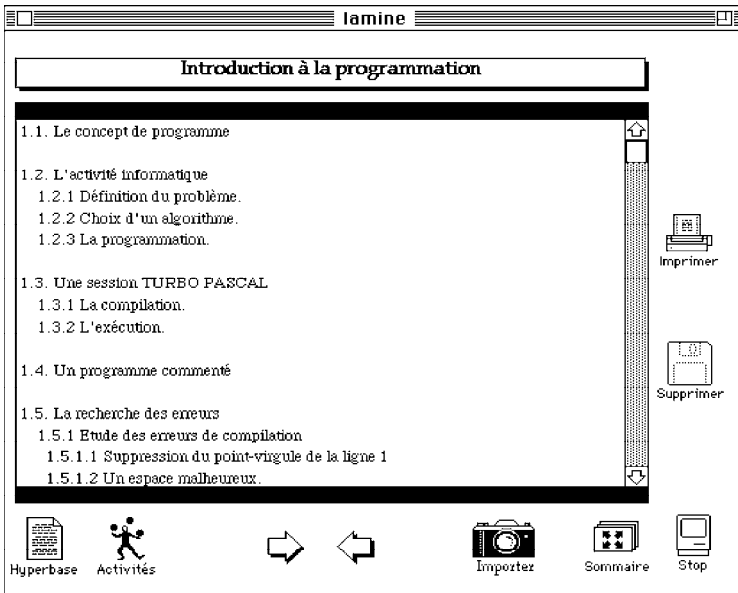 lamine
Introduction à la programmation
1.1. Le concept de programme
1.2. L'activité informatique
1.2.1 Définition du problème.
1.2.2 Choix d'un algorithme.
1.2.3 La programmation.
1.3. Une session TURBO PASCAL
1.3.1 La compilation.
1.3.2 L'exécution.
1.4. Un programme commenté
1.5. La recherche des erreurs
1.5.1 Etude des erreurs de compilation
1.5.1.1 Suppression du point-virgule de la ligne 1
1.5.1.2 Un espace malheureux.
Imprimer
Supprimer
Hyperbase
Activités
Importez
Sommaire
Stop